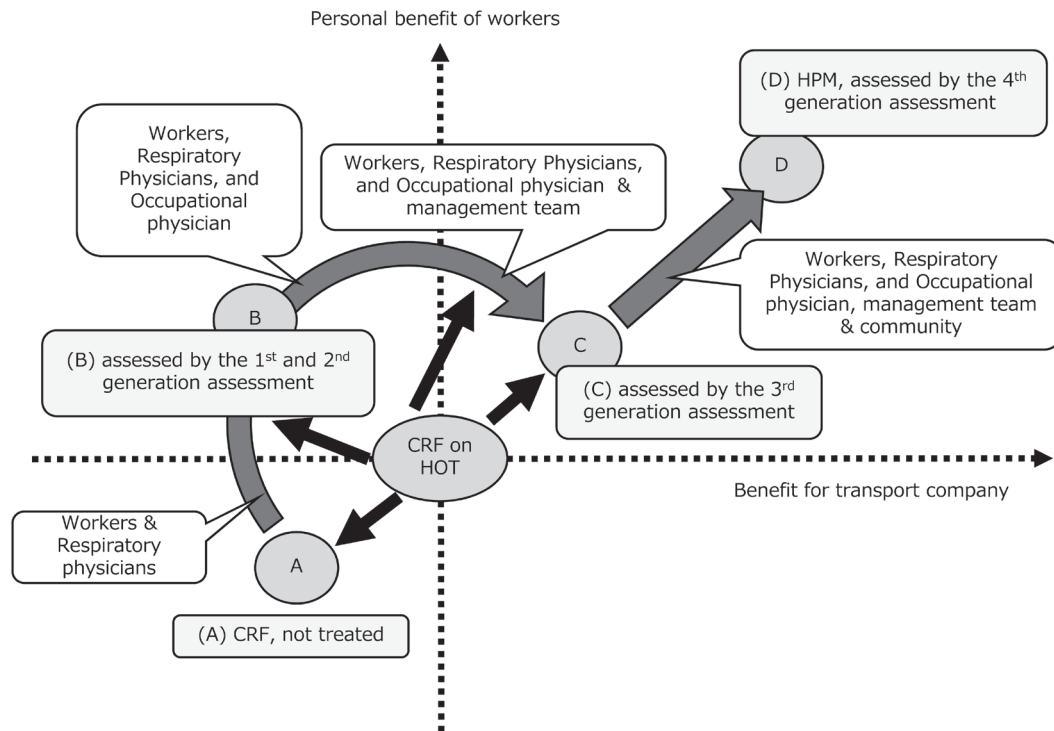 Personal benefit of workers
(D) HPM, assessed by the 4th
generation assessment
Workers,
Respiratory
Physicians, and
Occupational
physician
Workers, Respiratory Physicians,
and Occupational physician &
management team
D
Workers, Respiratory
Physicians, and Occupational
physician, management team
& community
B
(B) assessed by the 1st and 2nd
generation assessment
C
(C) assessed by the 3rd
generation assessment
CRF on
HOT
Benefit for transport company
Workers &
Respiratory
physicians
A
(A) CRF, not treated